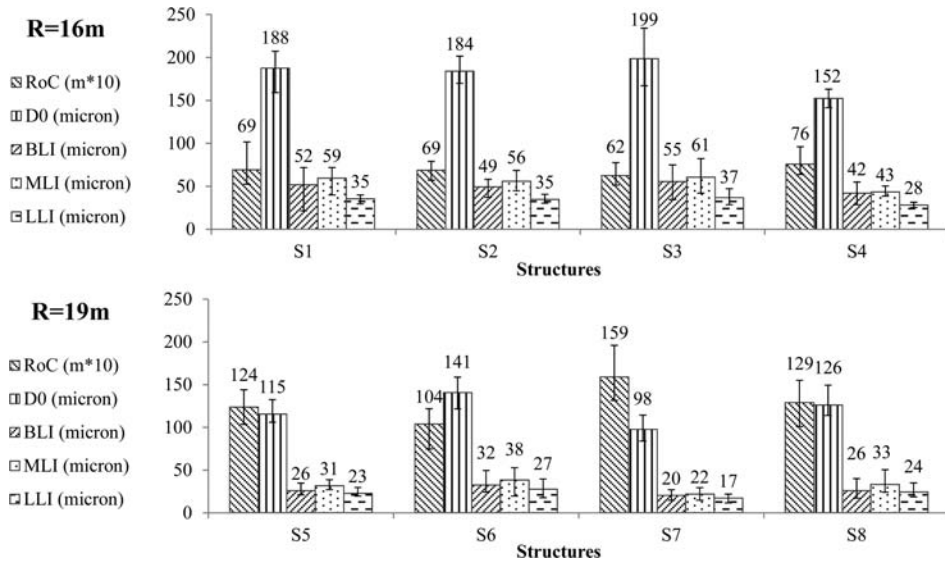 R=16m
RoC (m*10)
D0 (micron)
BLI (micron)
MLI (micron)
LLI (micron)
250
200
150
100
50
0
69 188 52 59 35
69 184 49 56 35
62 199 55 61 37
76 152 42 43 28
S1 S2 S3 S4
Structures
R=19m
RoC (m*10)
D0 (micron)
BLI (micron)
MLI (micron)
LLI (micron)
250
200
150
100
50
0
124 115 26 31 23
104 141 32 38 27
159 98 20 22 17
129 126 26 33 24
S5 S6 S7 S8
Structures